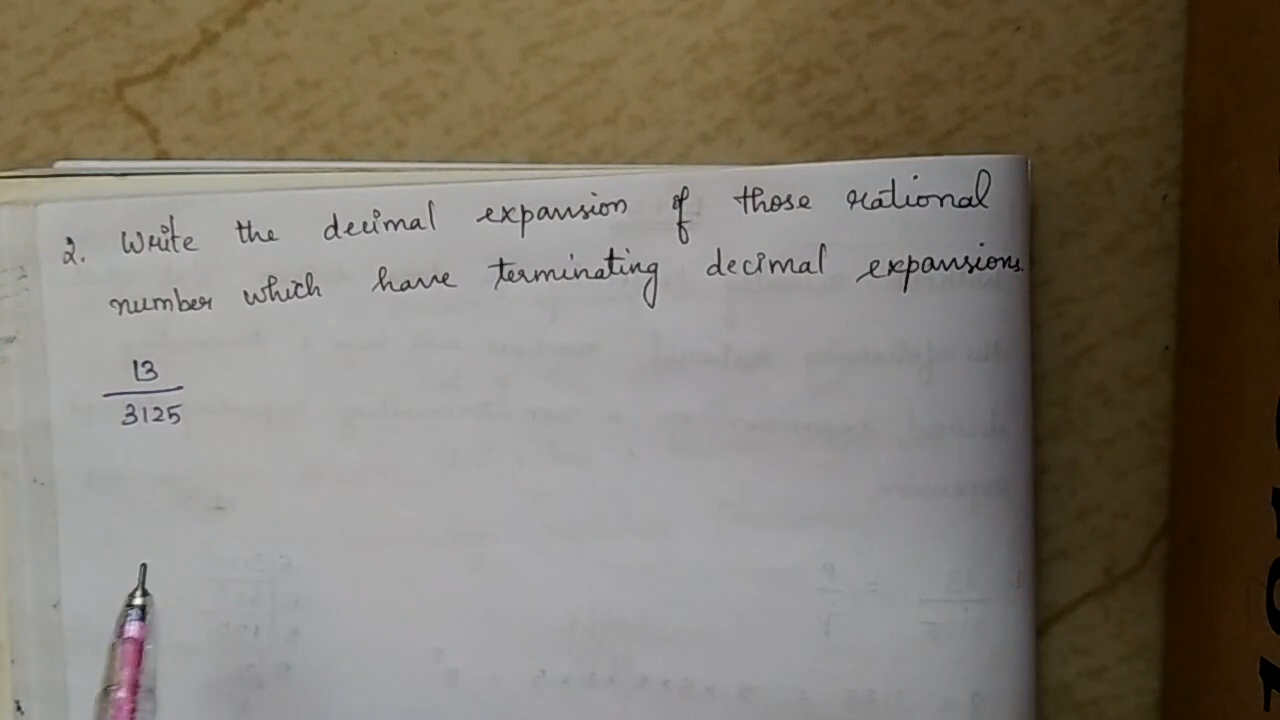 2. Write the decimal expansion of those rational
number which have terminating decimal expansions.
13
3125